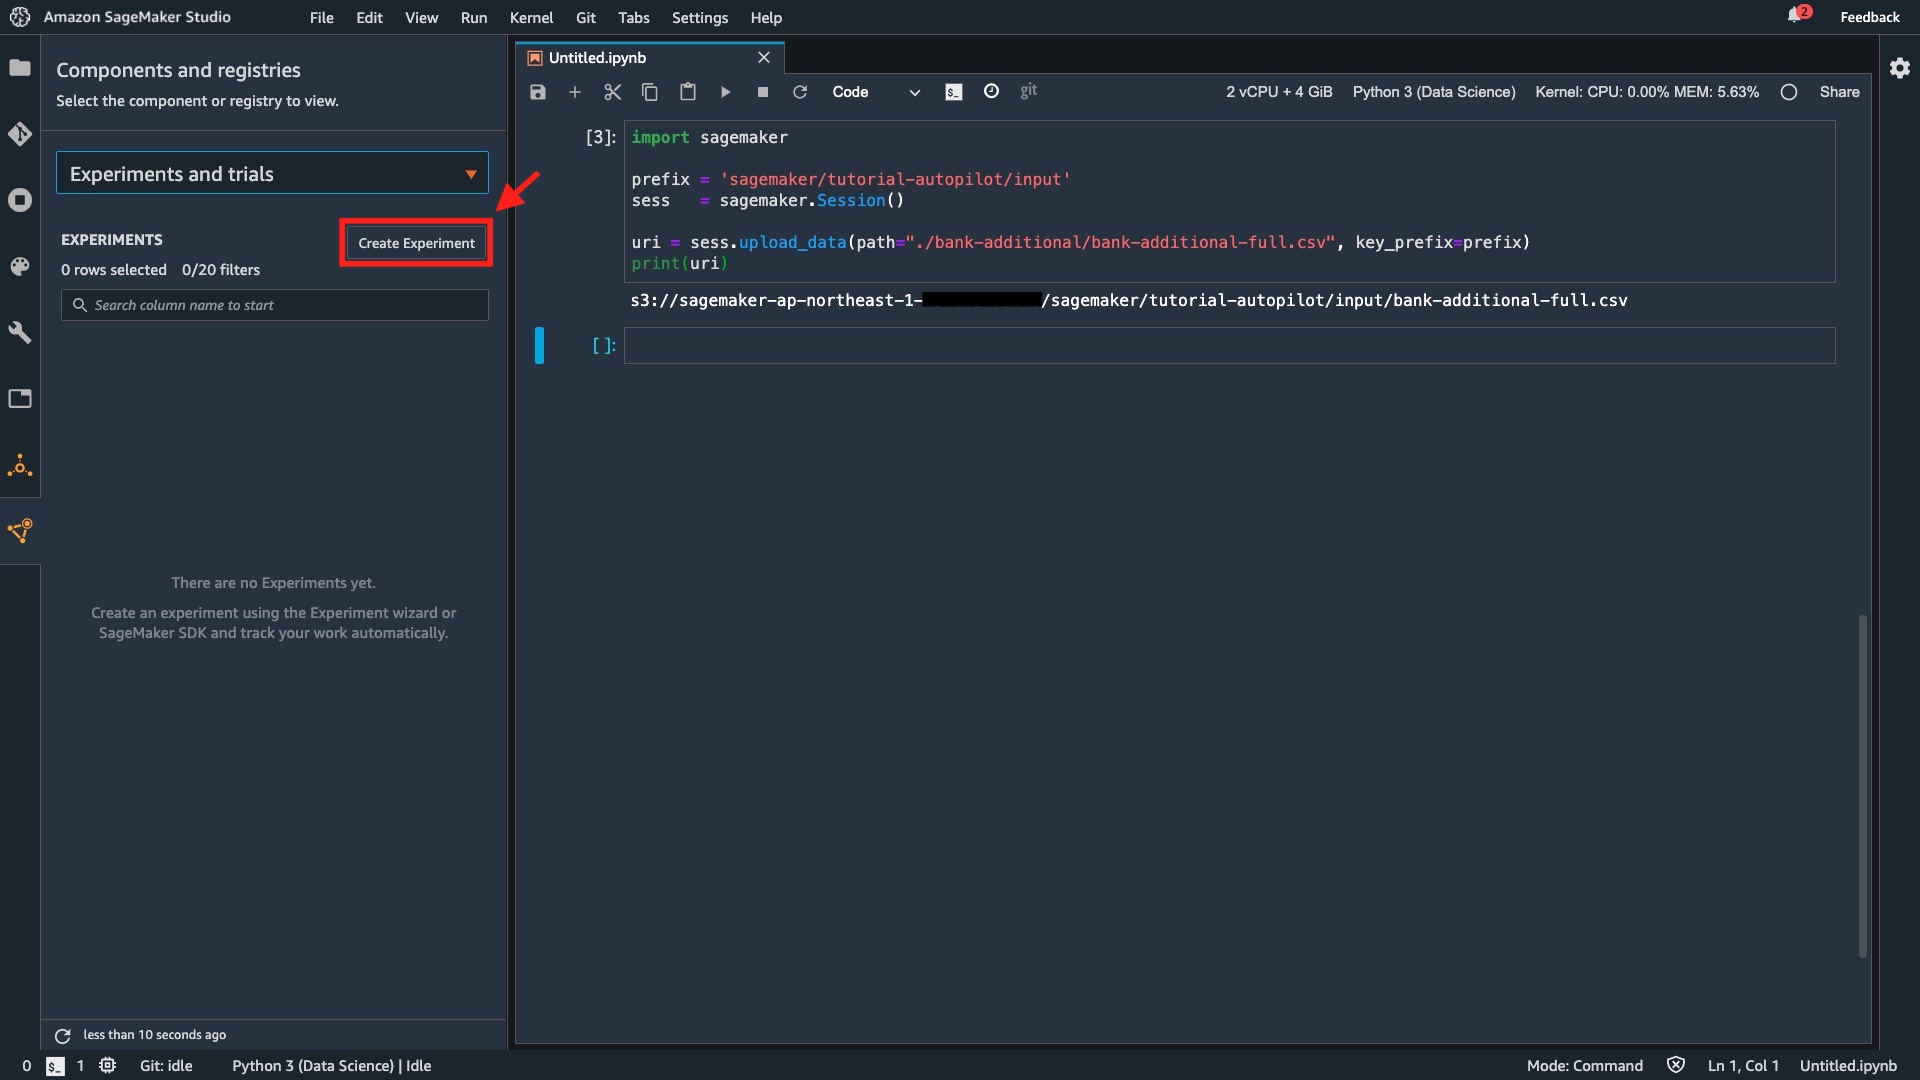 Amazon SageMaker Studio File Edit View Run Kernel Git Tabs Settings Help 2 Feedback
Components and registries
Select the component or registry to view.
Experiments and trials
EXPERIMENTS Create Experiment
0 rows selected 0/20 filters
Search column name to start
There are no Experiments yet.
Create an experiment using the Experiment wizard or
SageMaker SDK and track your work automatically.
less than 10 seconds ago
Untitled.ipynb
Code $_ git 2 vCPU + 4 GiB Python 3 (Data Science) Kernel: CPU: 0.00% MEM: 5.63% Share
[3]: import sagemaker
prefix = 'sagemaker/tutorial-autopilot/input'
sess = sagemaker.Session()
uri = sess.upload_data(path="./bank-additional/bank-additional-full.csv", key_prefix=prefix)
print(uri)
s3://sagemaker-ap-northeast-1- /sagemaker/tutorial-autopilot/input/bank-additional-full.csv
[ ]:
0 $_ 1 Git: idle Python 3 (Data Science) | Idle Mode: Command Ln 1, Col 1 Untitled.ipynb